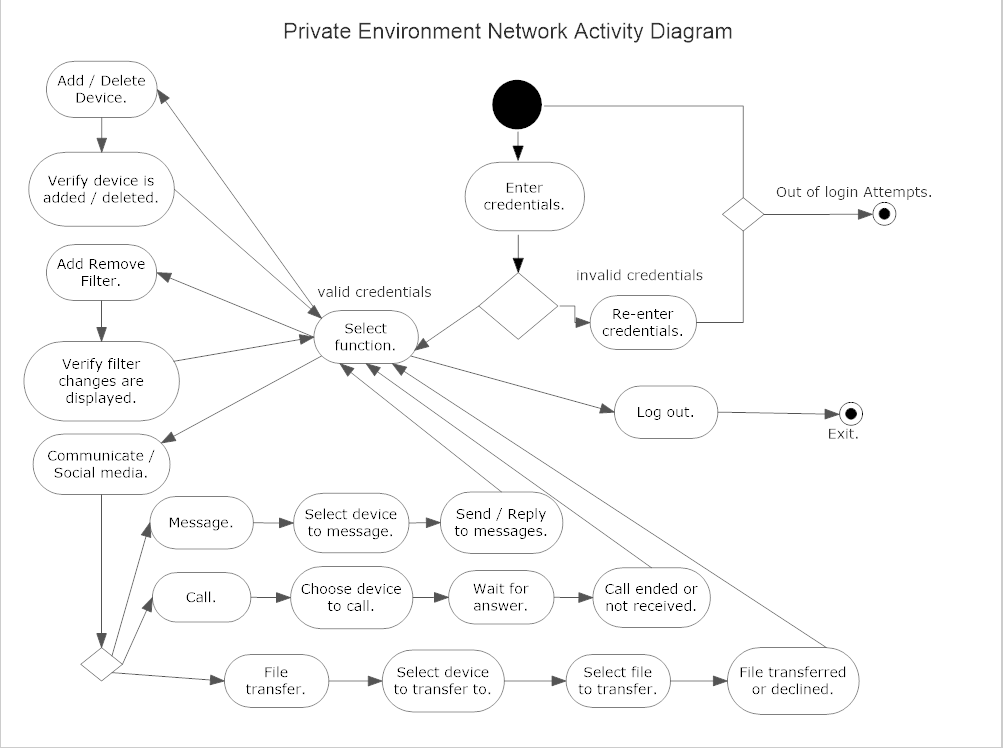 Private Environment Network Activity Diagram
Add / Delete
Device.
Verify device is
added / deleted.
Enter
credentials.
Out of login Attempts.
Add Remove
Filter.
invalid credentials
valid credentials
Re-enter
credentials.
Select
function.
Verify filter
changes are
displayed.
Log out.
Exit.
Communicate /
Social media.
Message.
Select device
to message.
Send / Reply
to messages.
Call.
Choose device
to call.
Wait for
answer.
Call ended or
not received.
File
transfer.
Select device
to transfer to.
Select file
to transfer.
File transferred
or declined.